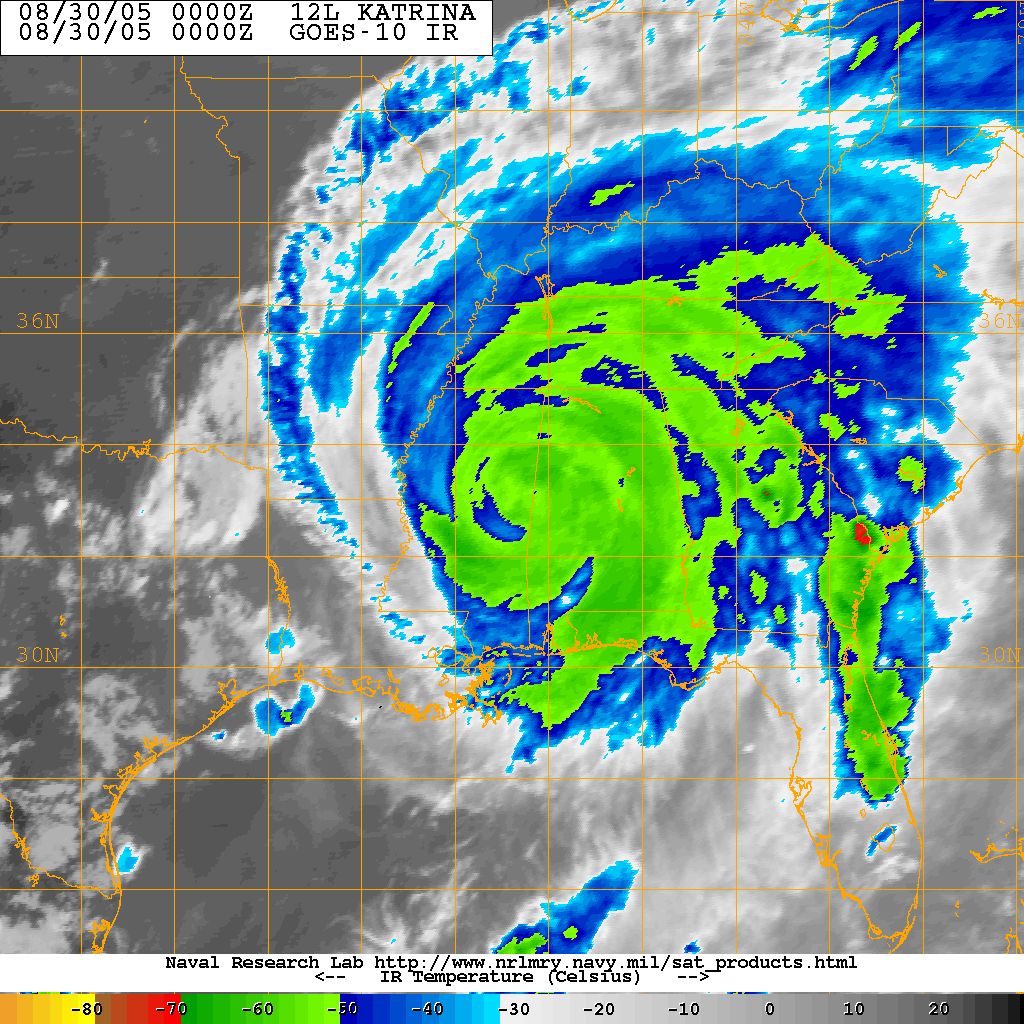 08/30/05 0000Z 12L KATRINA
08/30/05 0000Z GOES-10 IR
36N 36N
30N 30N
Naval Research Lab http://www.nrlmry.navy.mil/sat_products.html
<-- IR Temperature (Celsius) -->
-80 -70 -60 -50 -40 -30 -20 -10 0 10 20